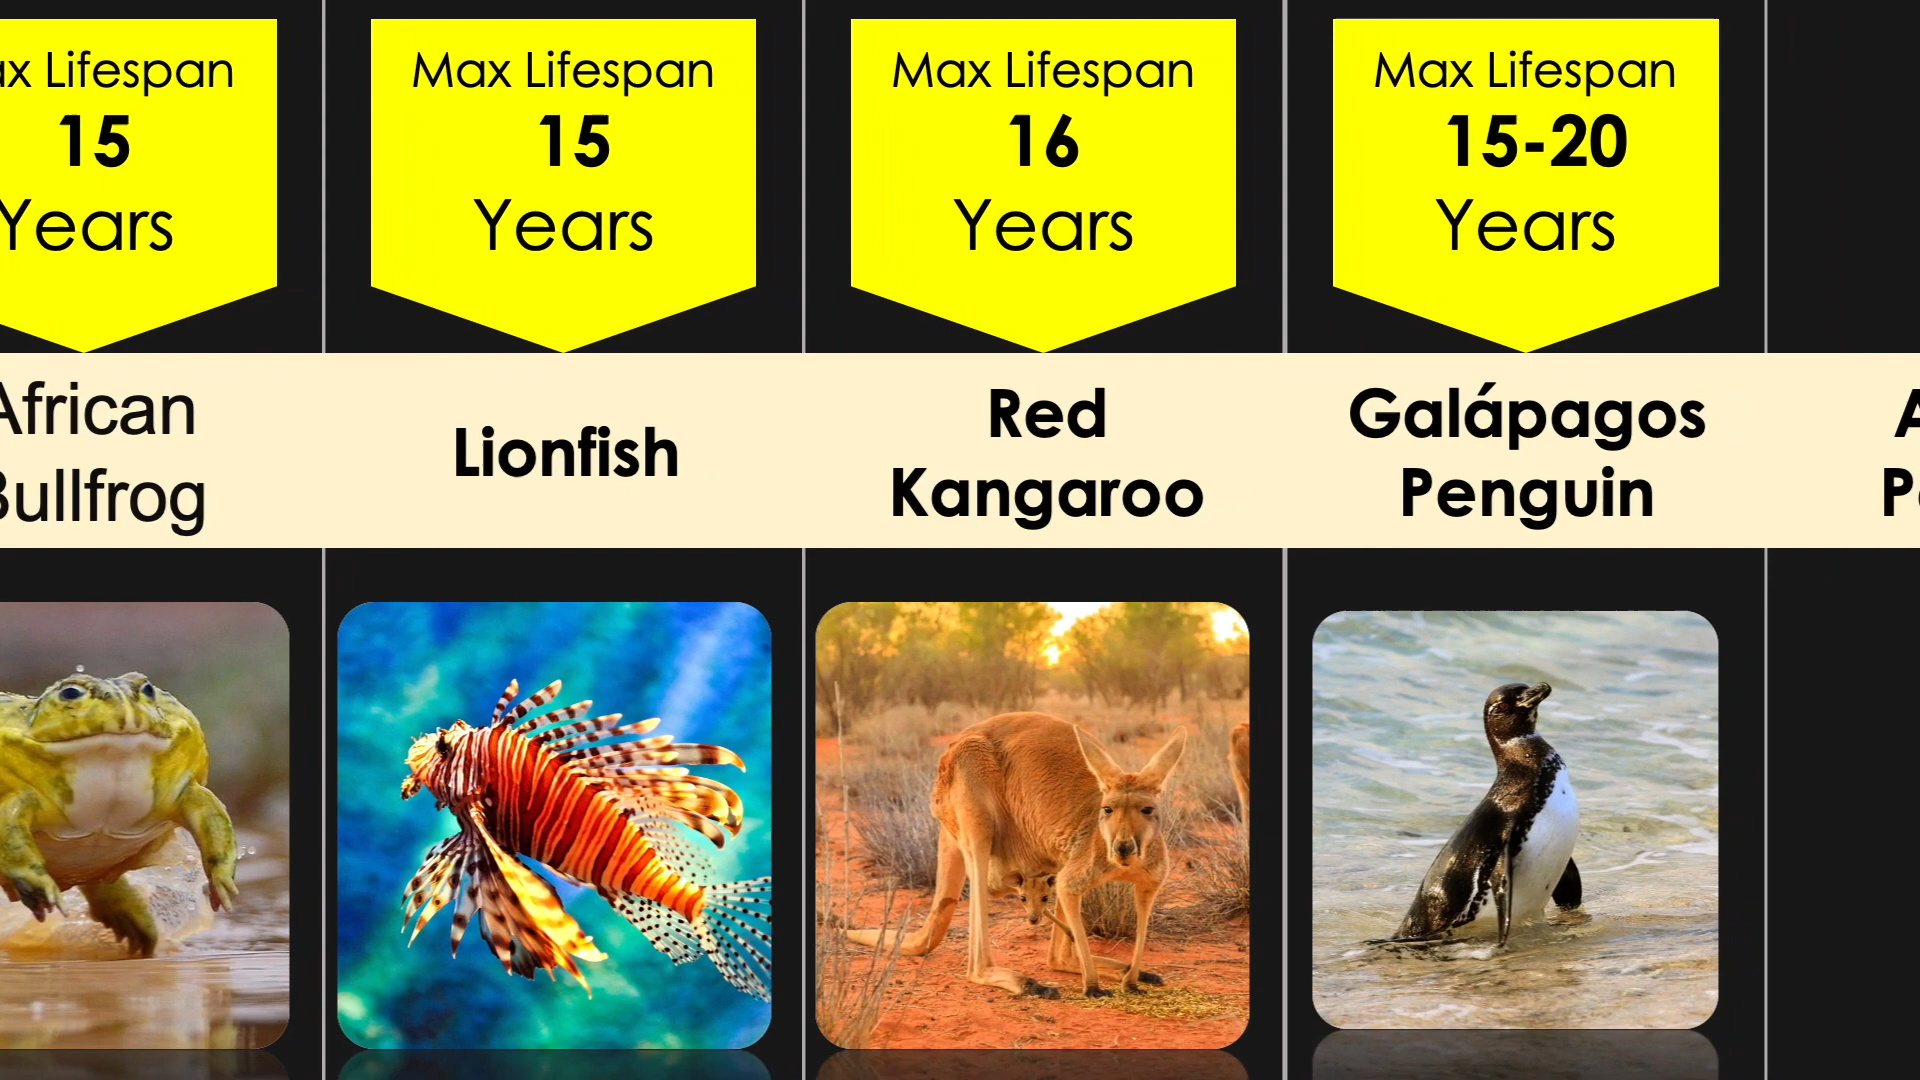 Lifespan
15
Years
African
Bullfrog
Max Lifespan
15
Years
Lionfish
Max Lifespan
16
Years
Red
Kangaroo
Max Lifespan
15-20
Years
Galápagos
Penguin